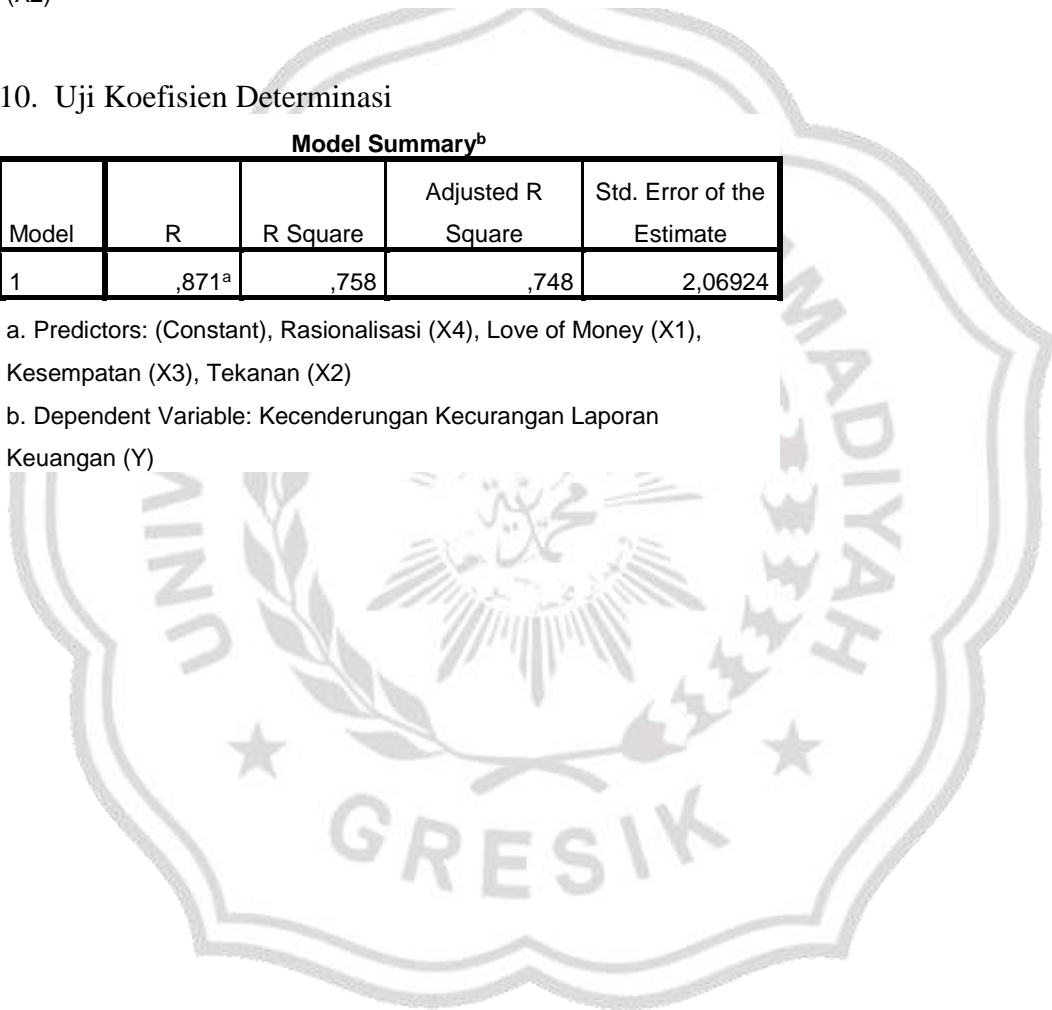 10. Uji Koefisien Determinasi
Model Summaryᵇ
Model R R Square Adjusted R Square Std. Error of the Estimate
1 ,871ᵃ ,758 ,748 2,06924
a. Predictors: (Constant), Rasionalisasi (X4), Love of Money (X1),
Kesempatan (X3), Tekanan (X2)
b. Dependent Variable: Kecenderungan Kecurangan Laporan
Keuangan (Y)
GRESIK